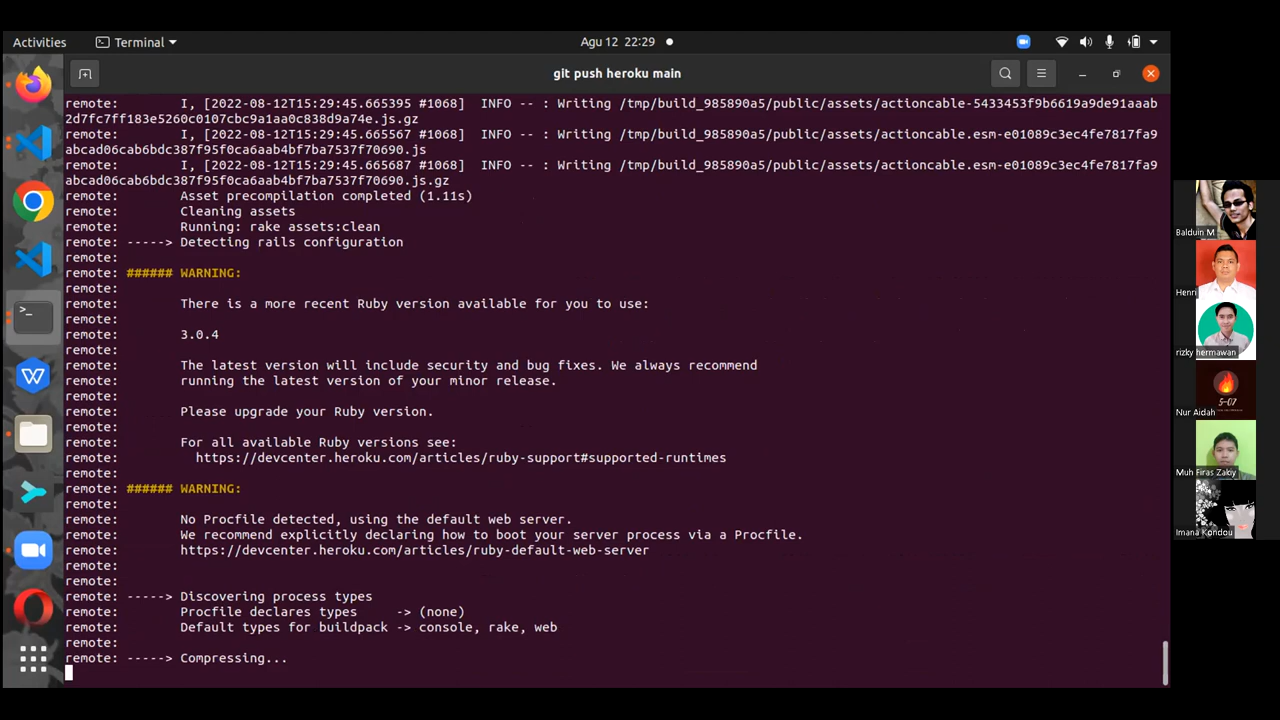 Activities
Terminal
Agu 12 22:29
git push heroku main
remote: I, [2022-08-12T15:29:45.665395 #1068] INFO -- : Writing /tmp/build_985890a5/public/assets/actioncable-5433453f9b6619a9de91aaab
2d7fc7ff183e5260c0107cbc9a1aa0c838d9a74e.js.gz
remote: I, [2022-08-12T15:29:45.665567 #1068] INFO -- : Writing /tmp/build_985890a5/public/assets/actioncable.esm-e01089c3ec4fe7817fa9
abcad06cab6bdc387f95f0ca6aab4bf7ba7537f70690.js
remote: I, [2022-08-12T15:29:45.665687 #1068] INFO -- : Writing /tmp/build_985890a5/public/assets/actioncable.esm-e01089c3ec4fe7817fa9
abcad06cab6bdc387f95f0ca6aab4bf7ba7537f70690.js.gz
remote: Asset precompilation completed (1.11s)
remote: Cleaning assets
remote: Running: rake assets:clean
remote: -----> Detecting rails configuration
remote:
remote: ###### WARNING:
remote:
remote: There is a more recent Ruby version available for you to use:
remote:
remote: 3.0.4
remote:
remote: The latest version will include security and bug fixes. We always recommend
remote: running the latest version of your minor release.
remote:
remote: Please upgrade your Ruby version.
remote:
remote: For all available Ruby versions see:
remote: https://devcenter.heroku.com/articles/ruby-support#supported-runtimes
remote:
remote: ###### WARNING:
remote:
remote: No Procfile detected, using the default web server.
remote: We recommend explicitly declaring how to boot your server process via a Procfile.
remote: https://devcenter.heroku.com/articles/ruby-default-web-server
remote:
remote:
remote: -----> Discovering process types
remote: Procfile declares types -> (none)
remote: Default types for buildpack -> console, rake, web
remote:
remote: -----> Compressing...
Balduin M
Henri
rizky hermawan
5-07
Nur Aidah
Muh Firas Zakiy
Imana Kondou